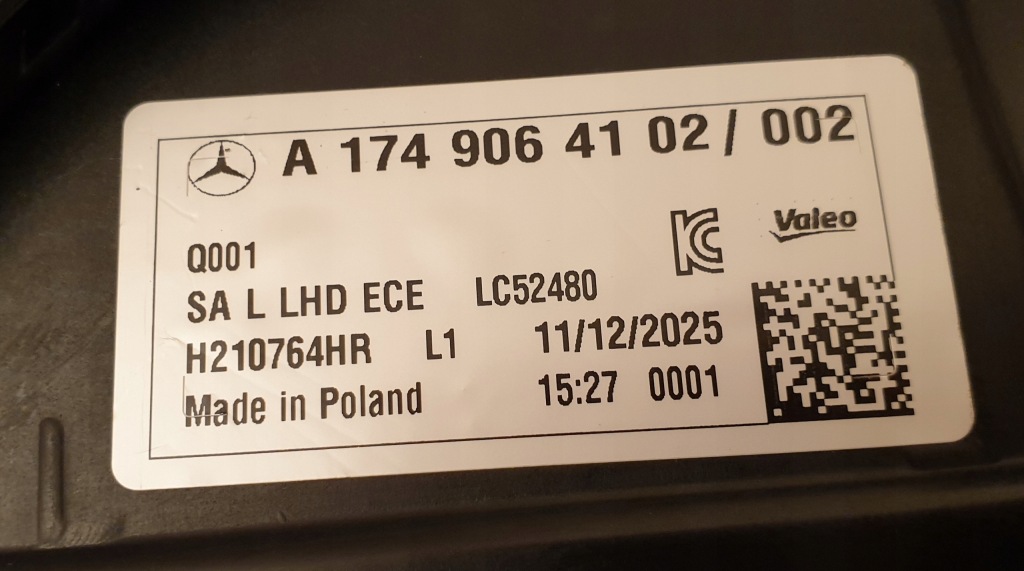 A 174 906 41 02 / 002
Valeo
Q001
SA L LHD ECE LC52480
H210764HR L1 11/12/2025
Made in Poland 15:27 0001